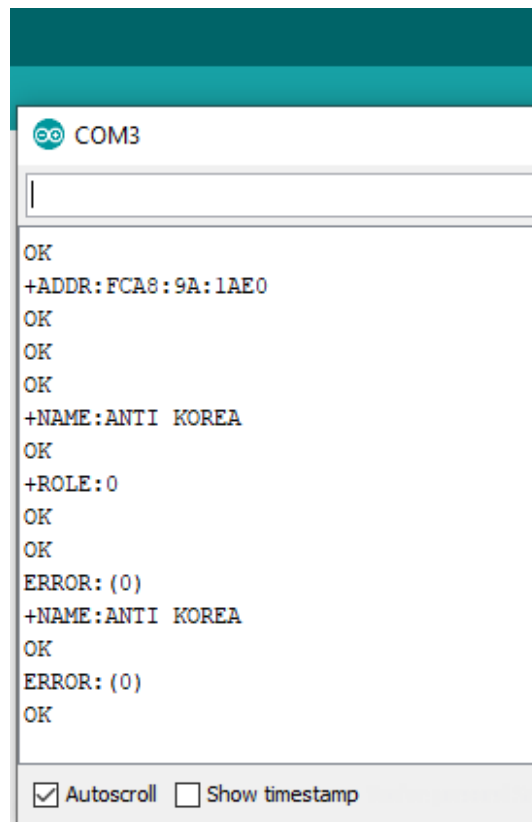 COM3
OK
+ADDR:FCA8:9A:1AE0
OK
OK
OK
+NAME:ANTI KOREA
OK
+ROLE:0
OK
OK
ERROR:(0)
+NAME:ANTI KOREA
OK
ERROR:(0)
OK
Autoscroll Show timestamp